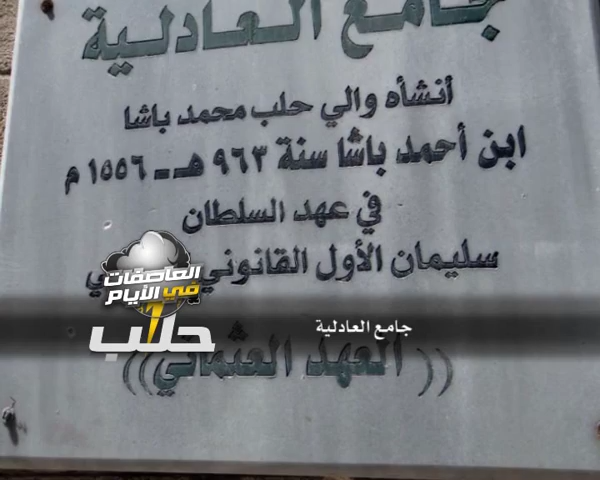 جامع العادلية
أنشأه والي حلب محمد باشا
ابن أحمد باشا سنة ٩٦٣ هـ - ١٥٥٦ م
في عهد السلطان
سليمان الأول القانوني
العاصفات
في الأيام
حلب
جامع العادلية
((العهد العثماني))